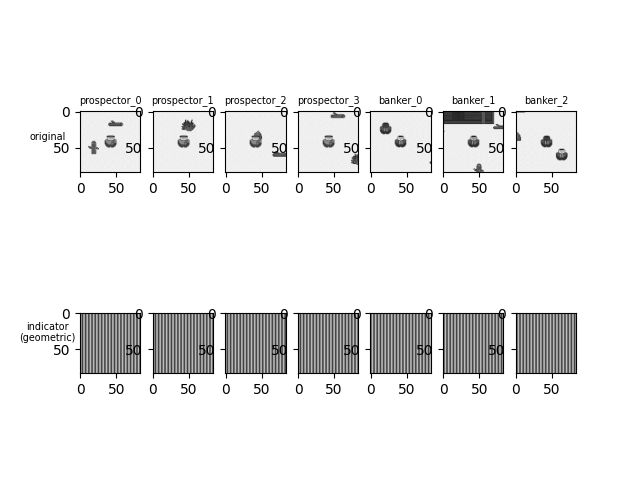 prospector_0 prospector_1 prospector_2 prospector_3 banker_0 banker_1 banker_2
original
0 0 0 0 0 0 0
50 50 50 50 50 50 50
0 50 0 50 0 50 0 50 0 50 0 50 0 50
indicator
(geometric)
0 0 0 0 0 0 0
50 50 50 50 50 50 50
0 50 0 50 0 50 0 50 0 50 0 50 0 50